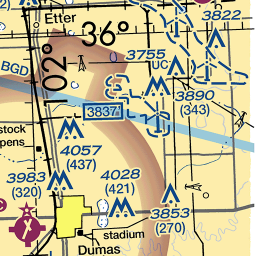 Etter
36°
3822
3755
UC
BGD
102°
3837
3890
(343)
stock
pens
4057
(437)
3983
(320)
4028
(421)
3853
(270)
stadium
Dumas